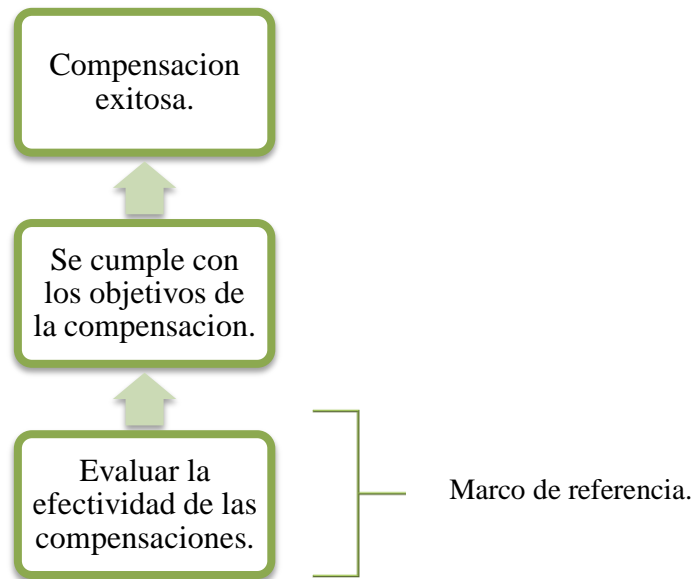 Compensacion
exitosa.
Se cumple con
los objetivos de
la compensacion.
Evaluar la
efectividad de las
compensaciones.
Marco de referencia.